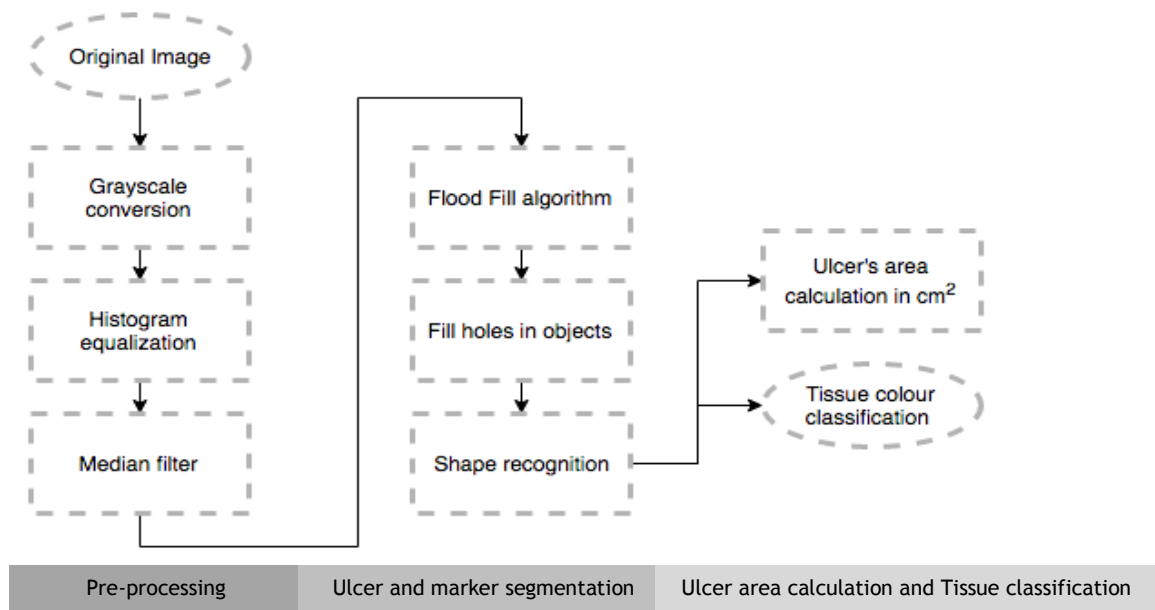 Original Image
Grayscale
conversion
Histogram
equalization
Median filter
Flood Fill algorithm
Fill holes in objects
Shape recognition
Ulcer's area
calculation in cm²
Tissue colour
classification
Pre-processing
Ulcer and marker segmentation
Ulcer area calculation and Tissue classification